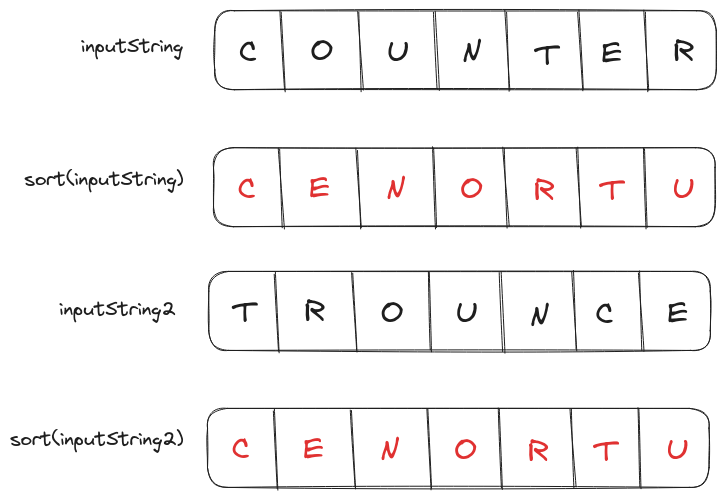 inputString C O U N T E R
sort(inputString) C E N O R T U
inputString2 T R O U N C E
sort(inputString2) C E N O R T U